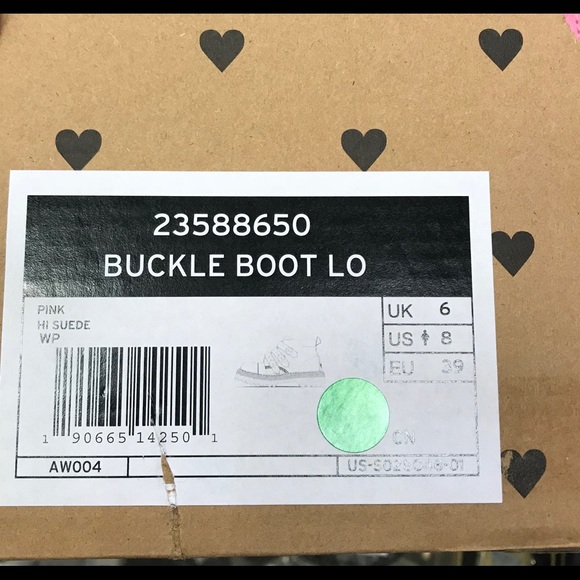 23588650
BUCKLE BOOT LO
PINK
HI SUEDE
WP
UK 6
US 8
EU 39
1 90665 14250 1
CN
AW004